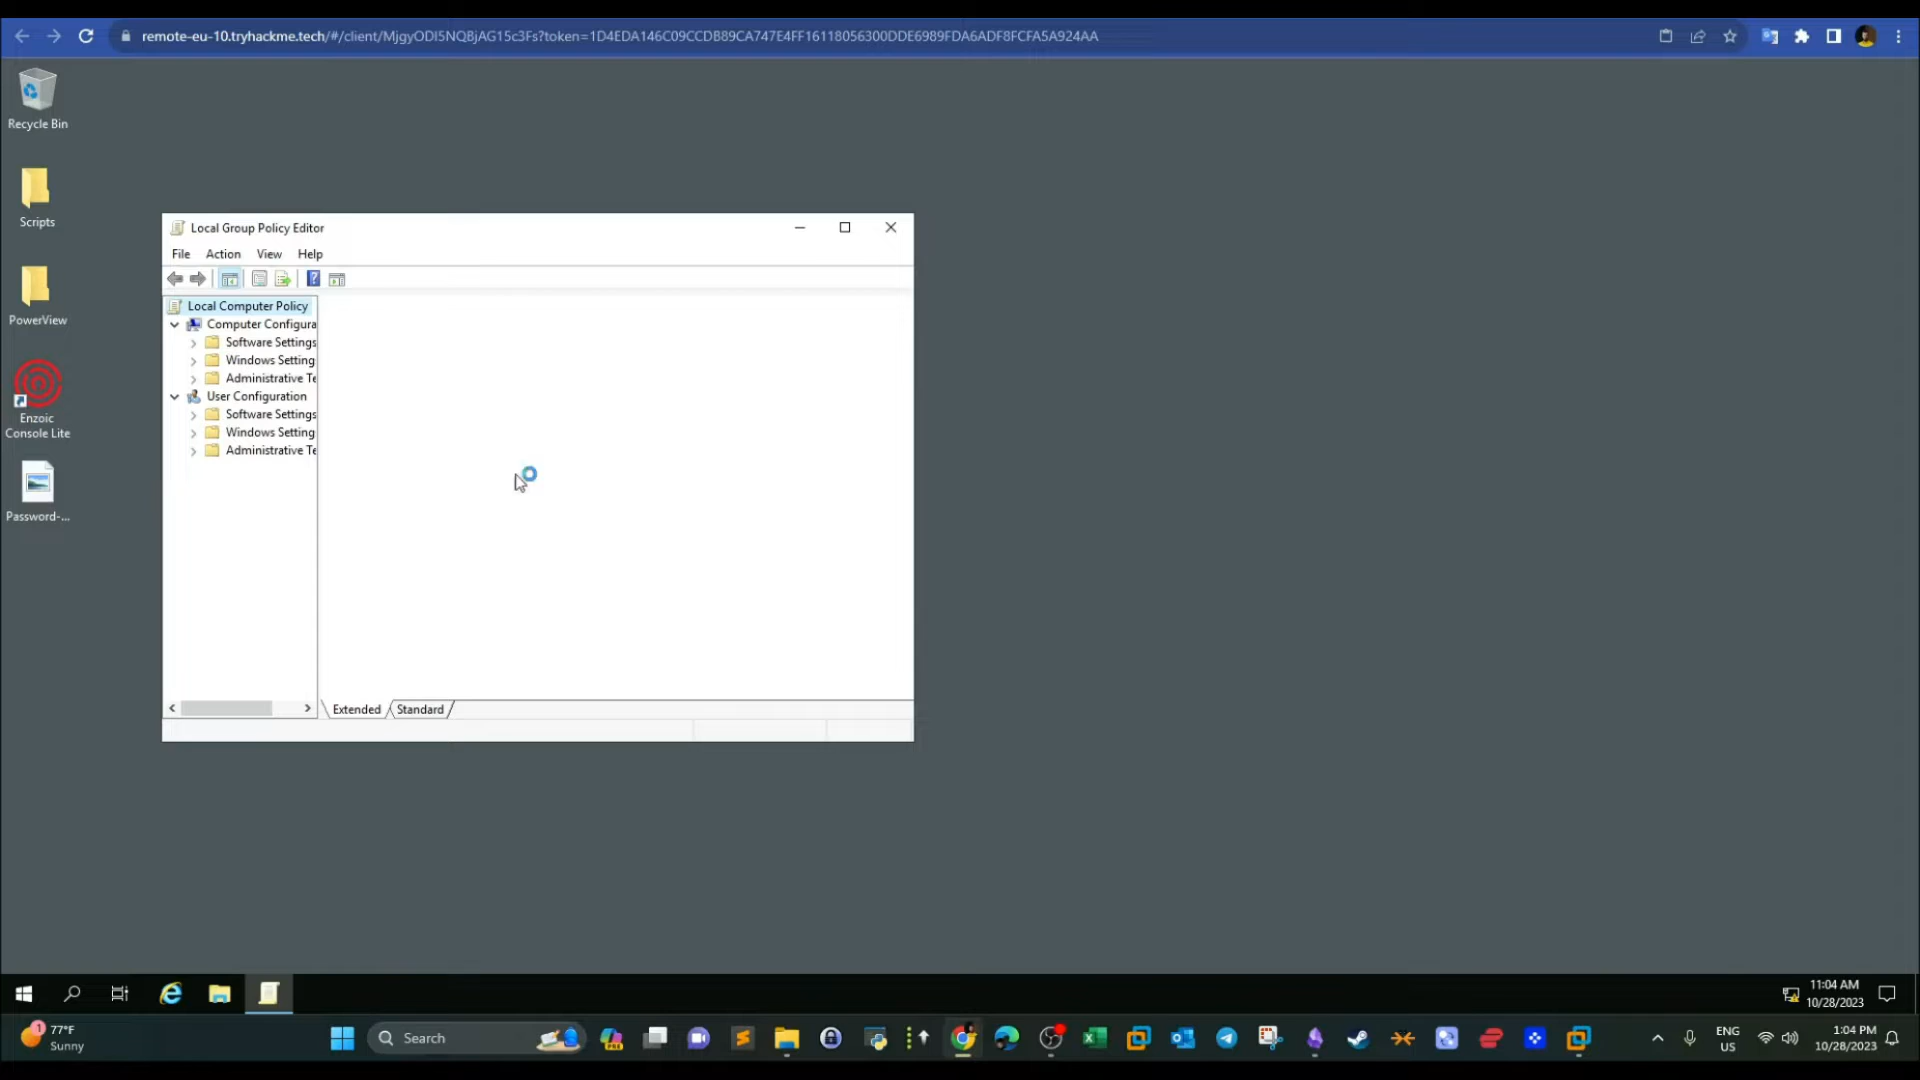 remote-eu-10.tryhackme.tech/#/client/MjgyODI5NQBjAG15c3Fs?token=1D4EDA146C09CCDB89CA747E4FF16118056300DDE6989FDA6ADF8FCFA5A924AA
Recycle Bin
Scripts
PowerView
Enzoic
Console Lite
Password-...
Local Group Policy Editor
File Action View Help
Local Computer Policy
Computer Configura
Software Settings
Windows Setting
Administrative Te
User Configuration
Software Settings
Windows Setting
Administrative Te
Extended Standard
11:04 AM
10/28/2023
1
77°F
Sunny
Search
PRE
ENG
US
1:04 PM
10/28/2023